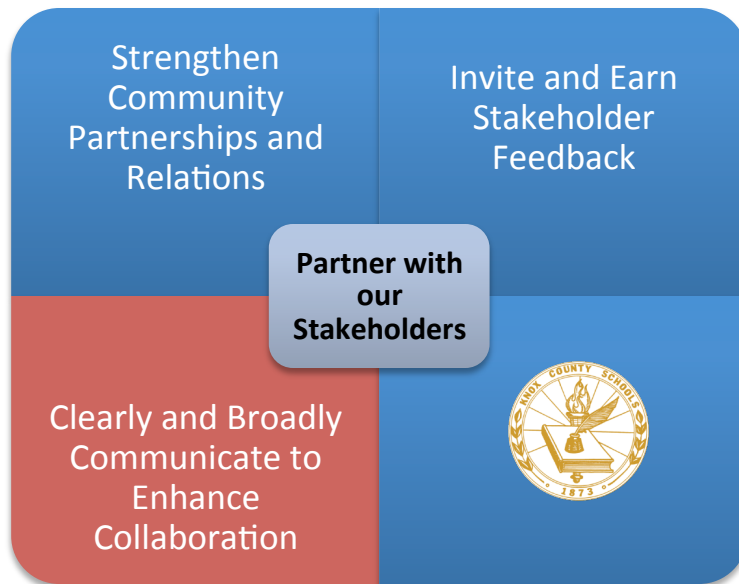 Strengthen
Community
Partnerships and
Relations
Invite and Earn
Stakeholder
Feedback
Partner with
our
Stakeholders
Clearly and Broadly
Communicate to
Enhance
Collaboration
KNOX COUNTY SCHOOLS
1873